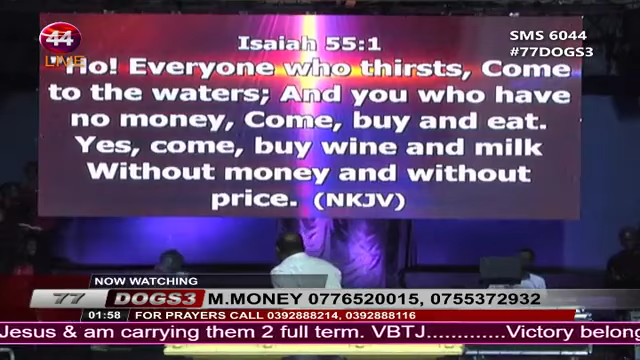 44
LIVE
SMS 6044
#77DOGS3
Isaiah 55:1
Ho! Everyone who thirsts, Come
to the waters; And you who have
no money, Come, buy and eat.
Yes, come, buy wine and milk
Without money and without
price. (NKJV)
NOW WATCHING
77 DOGS3 M.MONEY 0776520015, 0755372932
01:58 FOR PRAYERS CALL 0392888214, 0392888116
Jesus & am carrying them 2 full term. VBTJ.............Victory belong